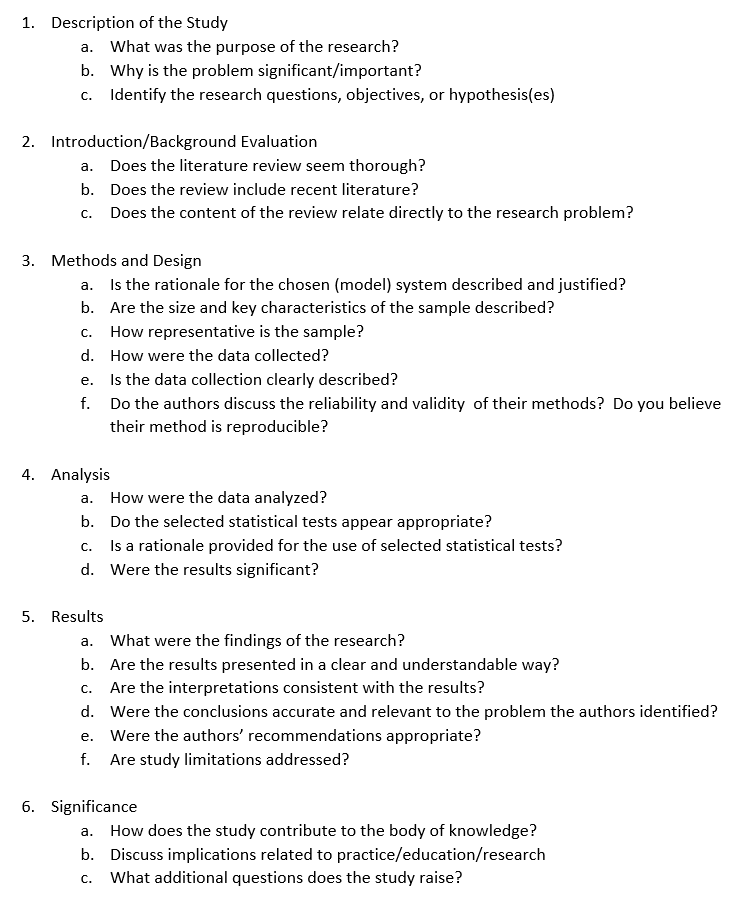 1. Description of the Study
a. What was the purpose of the research?
b. Why is the problem significant/important?
c. Identify the research questions, objectives, or hypothesis(es)
2. Introduction/Background Evaluation
a. Does the literature review seem thorough?
b. Does the review include recent literature?
c. Does the content of the review relate directly to the research problem?
3. Methods and Design
a. Is the rationale for the chosen (model) system described and justified?
b. Are the size and key characteristics of the sample described?
c. How representative is the sample?
d. How were the data collected?
e. Is the data collection clearly described?
f. Do the authors discuss the reliability and validity  of their methods?  Do you believe
their method is reproducible?
4. Analysis
a. How were the data analyzed?
b. Do the selected statistical tests appear appropriate?
c. Is a rationale provided for the use of selected statistical tests?
d. Were the results significant?
5. Results
a. What were the findings of the research?
b. Are the results presented in a clear and understandable way?
c. Are the interpretations consistent with the results?
d. Were the conclusions accurate and relevant to the problem the authors identified?
e. Were the authors’ recommendations appropriate?
f. Are study limitations addressed?
6. Significance
a. How does the study contribute to the body of knowledge?
b. Discuss implications related to practice/education/research
c. What additional questions does the study raise?